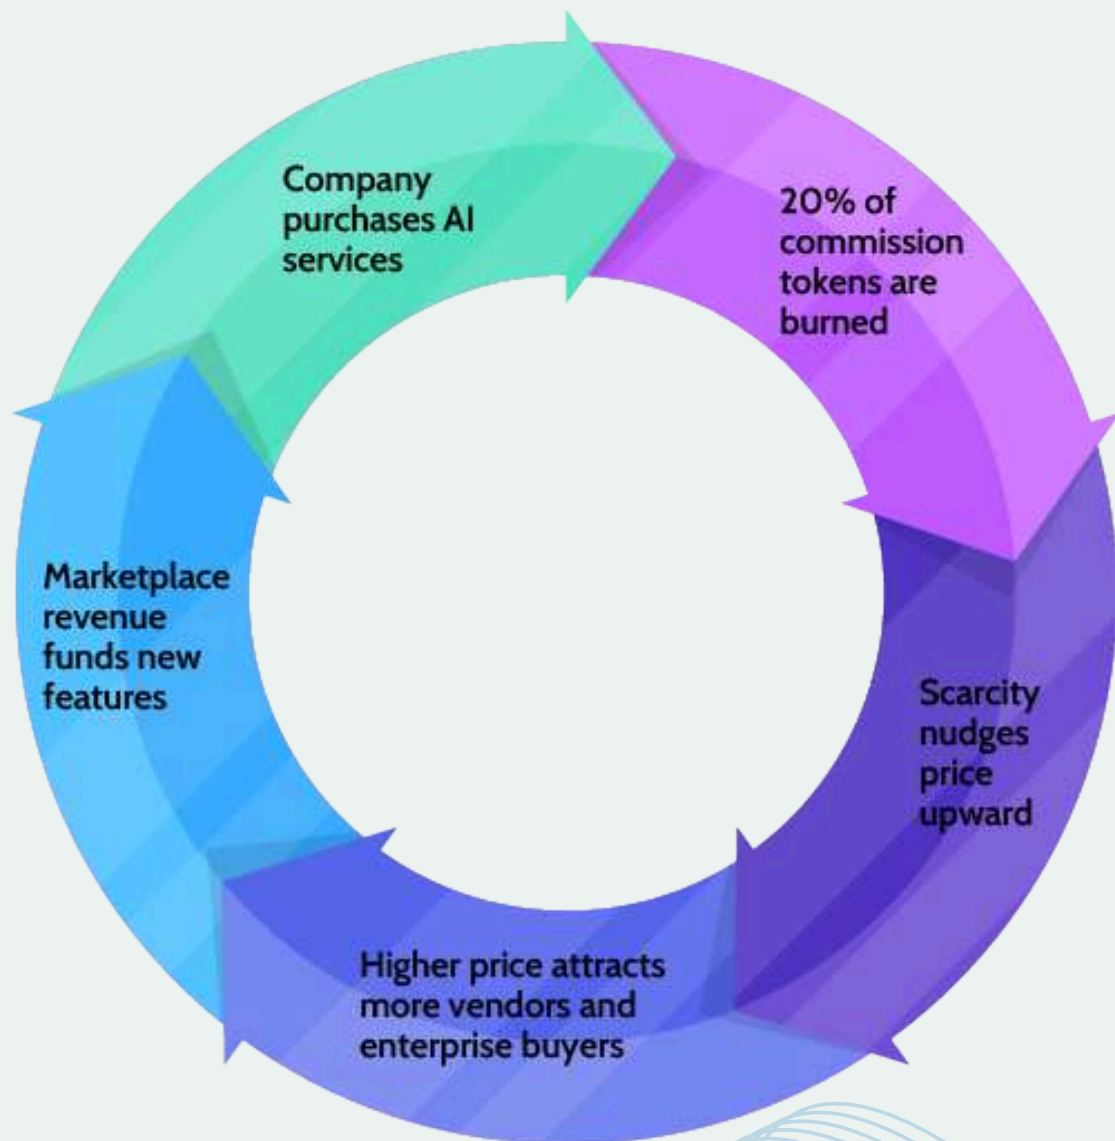 Company
purchases AI
services
20% of
commission
tokens are
burned
Scarcity
nudges
price
upward
Higher price attracts
more vendors and
enterprise buyers
Marketplace
revenue
funds new
features